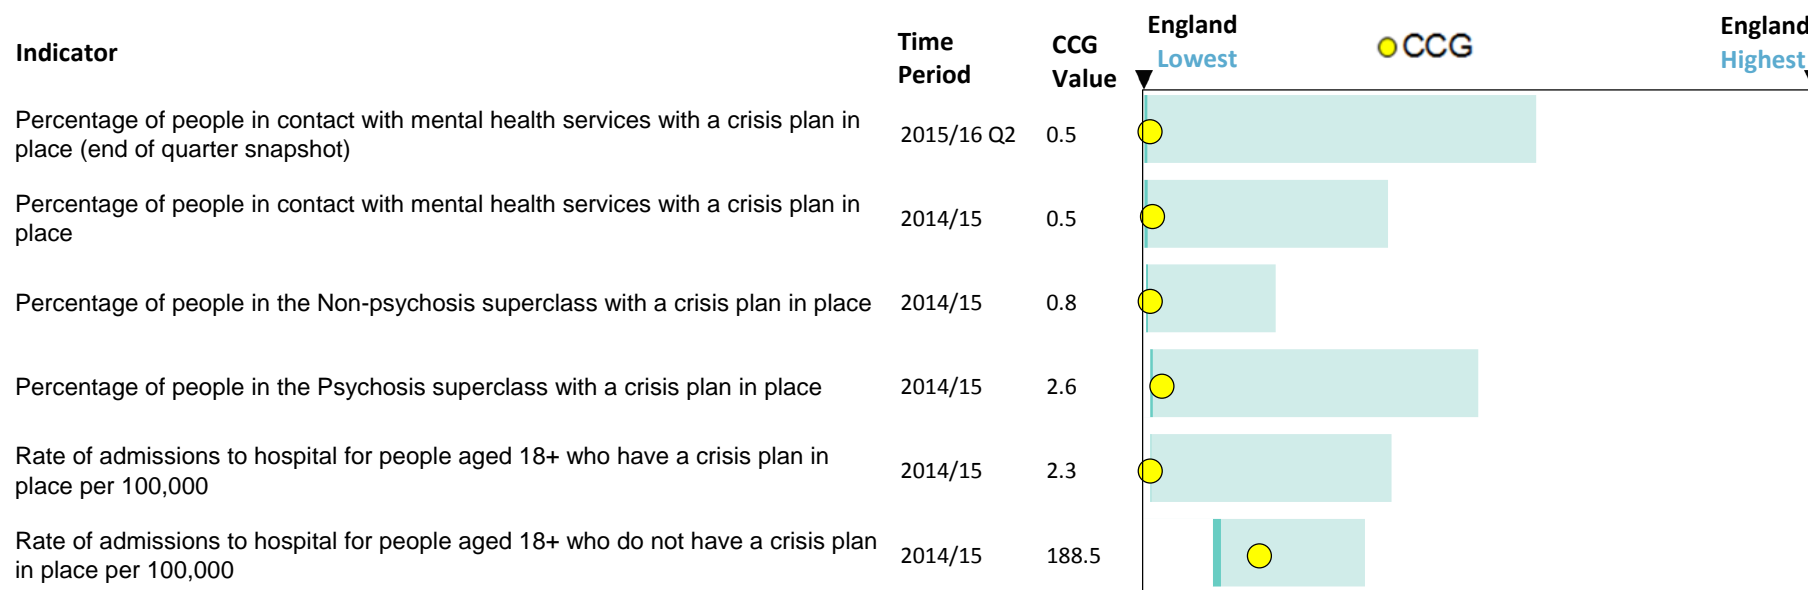 Indicator
Time
Period
CCG
Value
England
Lowest
CCG
England
Highest
Percentage of people in contact with mental health services with a crisis plan in
place (end of quarter snapshot)
2015/16 Q2
0.5
Percentage of people in contact with mental health services with a crisis plan in
place
2014/15
0.5
Percentage of people in the Non-psychosis superclass with a crisis plan in place
2014/15
0.8
Percentage of people in the Psychosis superclass with a crisis plan in place
2014/15
2.6
Rate of admissions to hospital for people aged 18+ who have a crisis plan in
place per 100,000
2014/15
2.3
Rate of admissions to hospital for people aged 18+ who do not have a crisis plan
in place per 100,000
2014/15
188.5